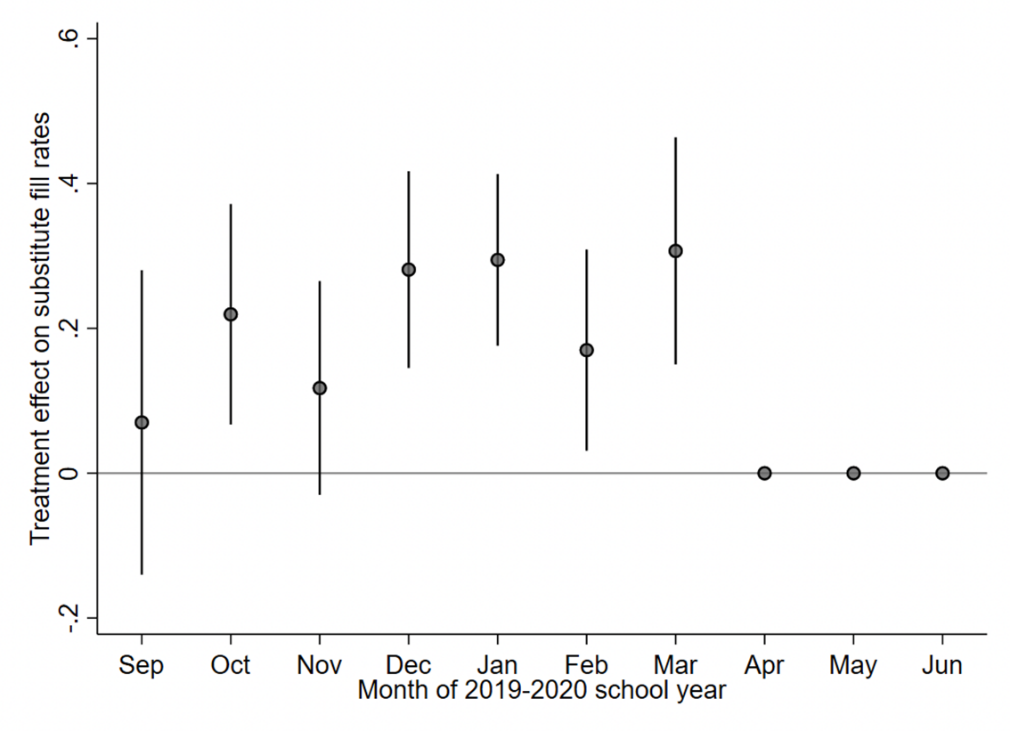 Treatment effect on substitute fill rates
.6
.4
.2
0
-.2
Sep Oct Nov Dec Jan Feb Mar Apr May Jun
Month of 2019-2020 school year